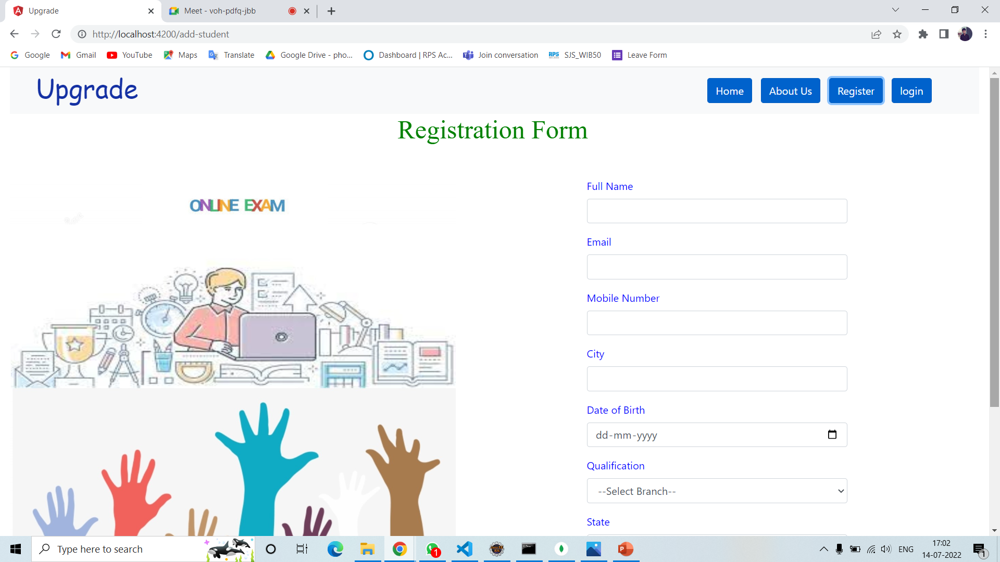 Upgrade
Meet - voh-pdfq-jbb
http://localhost:4200/add-student
Google
Gmail
YouTube
Maps
Translate
Google Drive - pho...
Dashboard | RPS Ac...
Join conversation
RPS
SJS_WIB50
Leave Form
Upgrade
Home
About Us
Register
login
Registration Form
ONLINE EXAM
Full Name
Email
Mobile Number
City
Date of Birth
dd-mm-yyyy
Qualification
--Select Branch--
State
Type here to search
1
ENG
17:02
14-07-2022
1